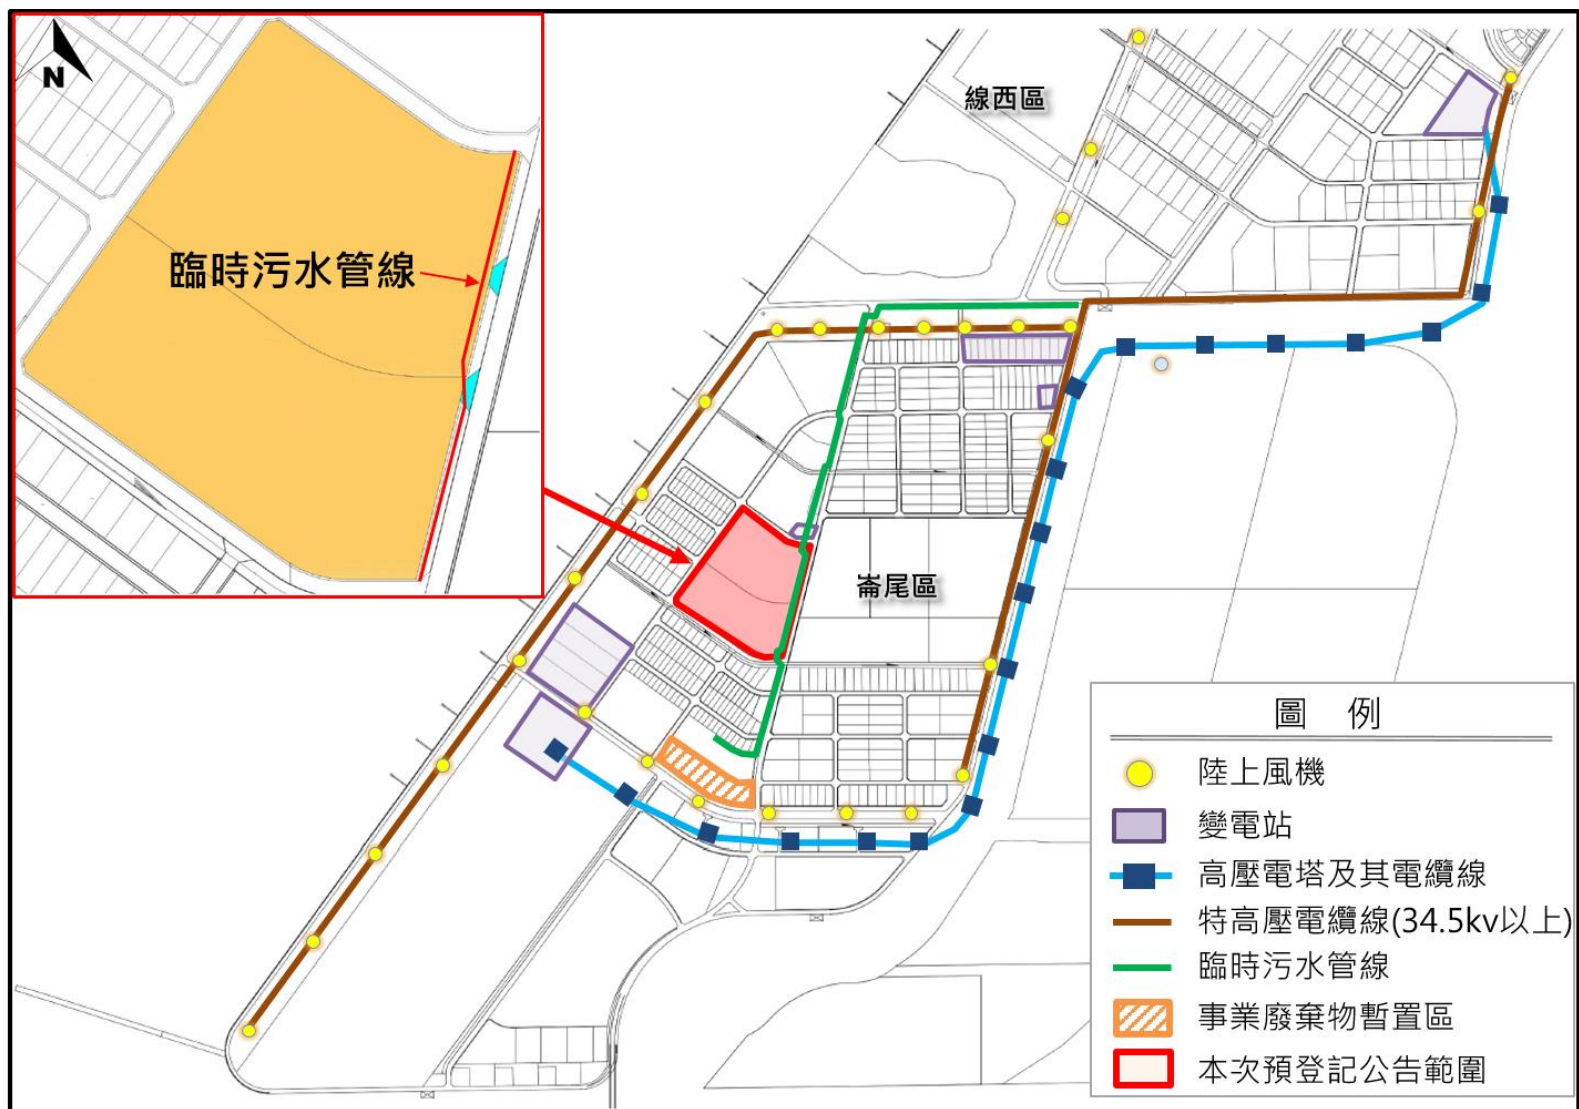 N
臨時污水管線
線西區
崙尾區
圖 例
陸上風機
變電站
高壓電塔及其電纜線
特高壓電纜線(34.5kv以上)
臨時污水管線
事業廢棄物暫置區
本次預登記公告範圍